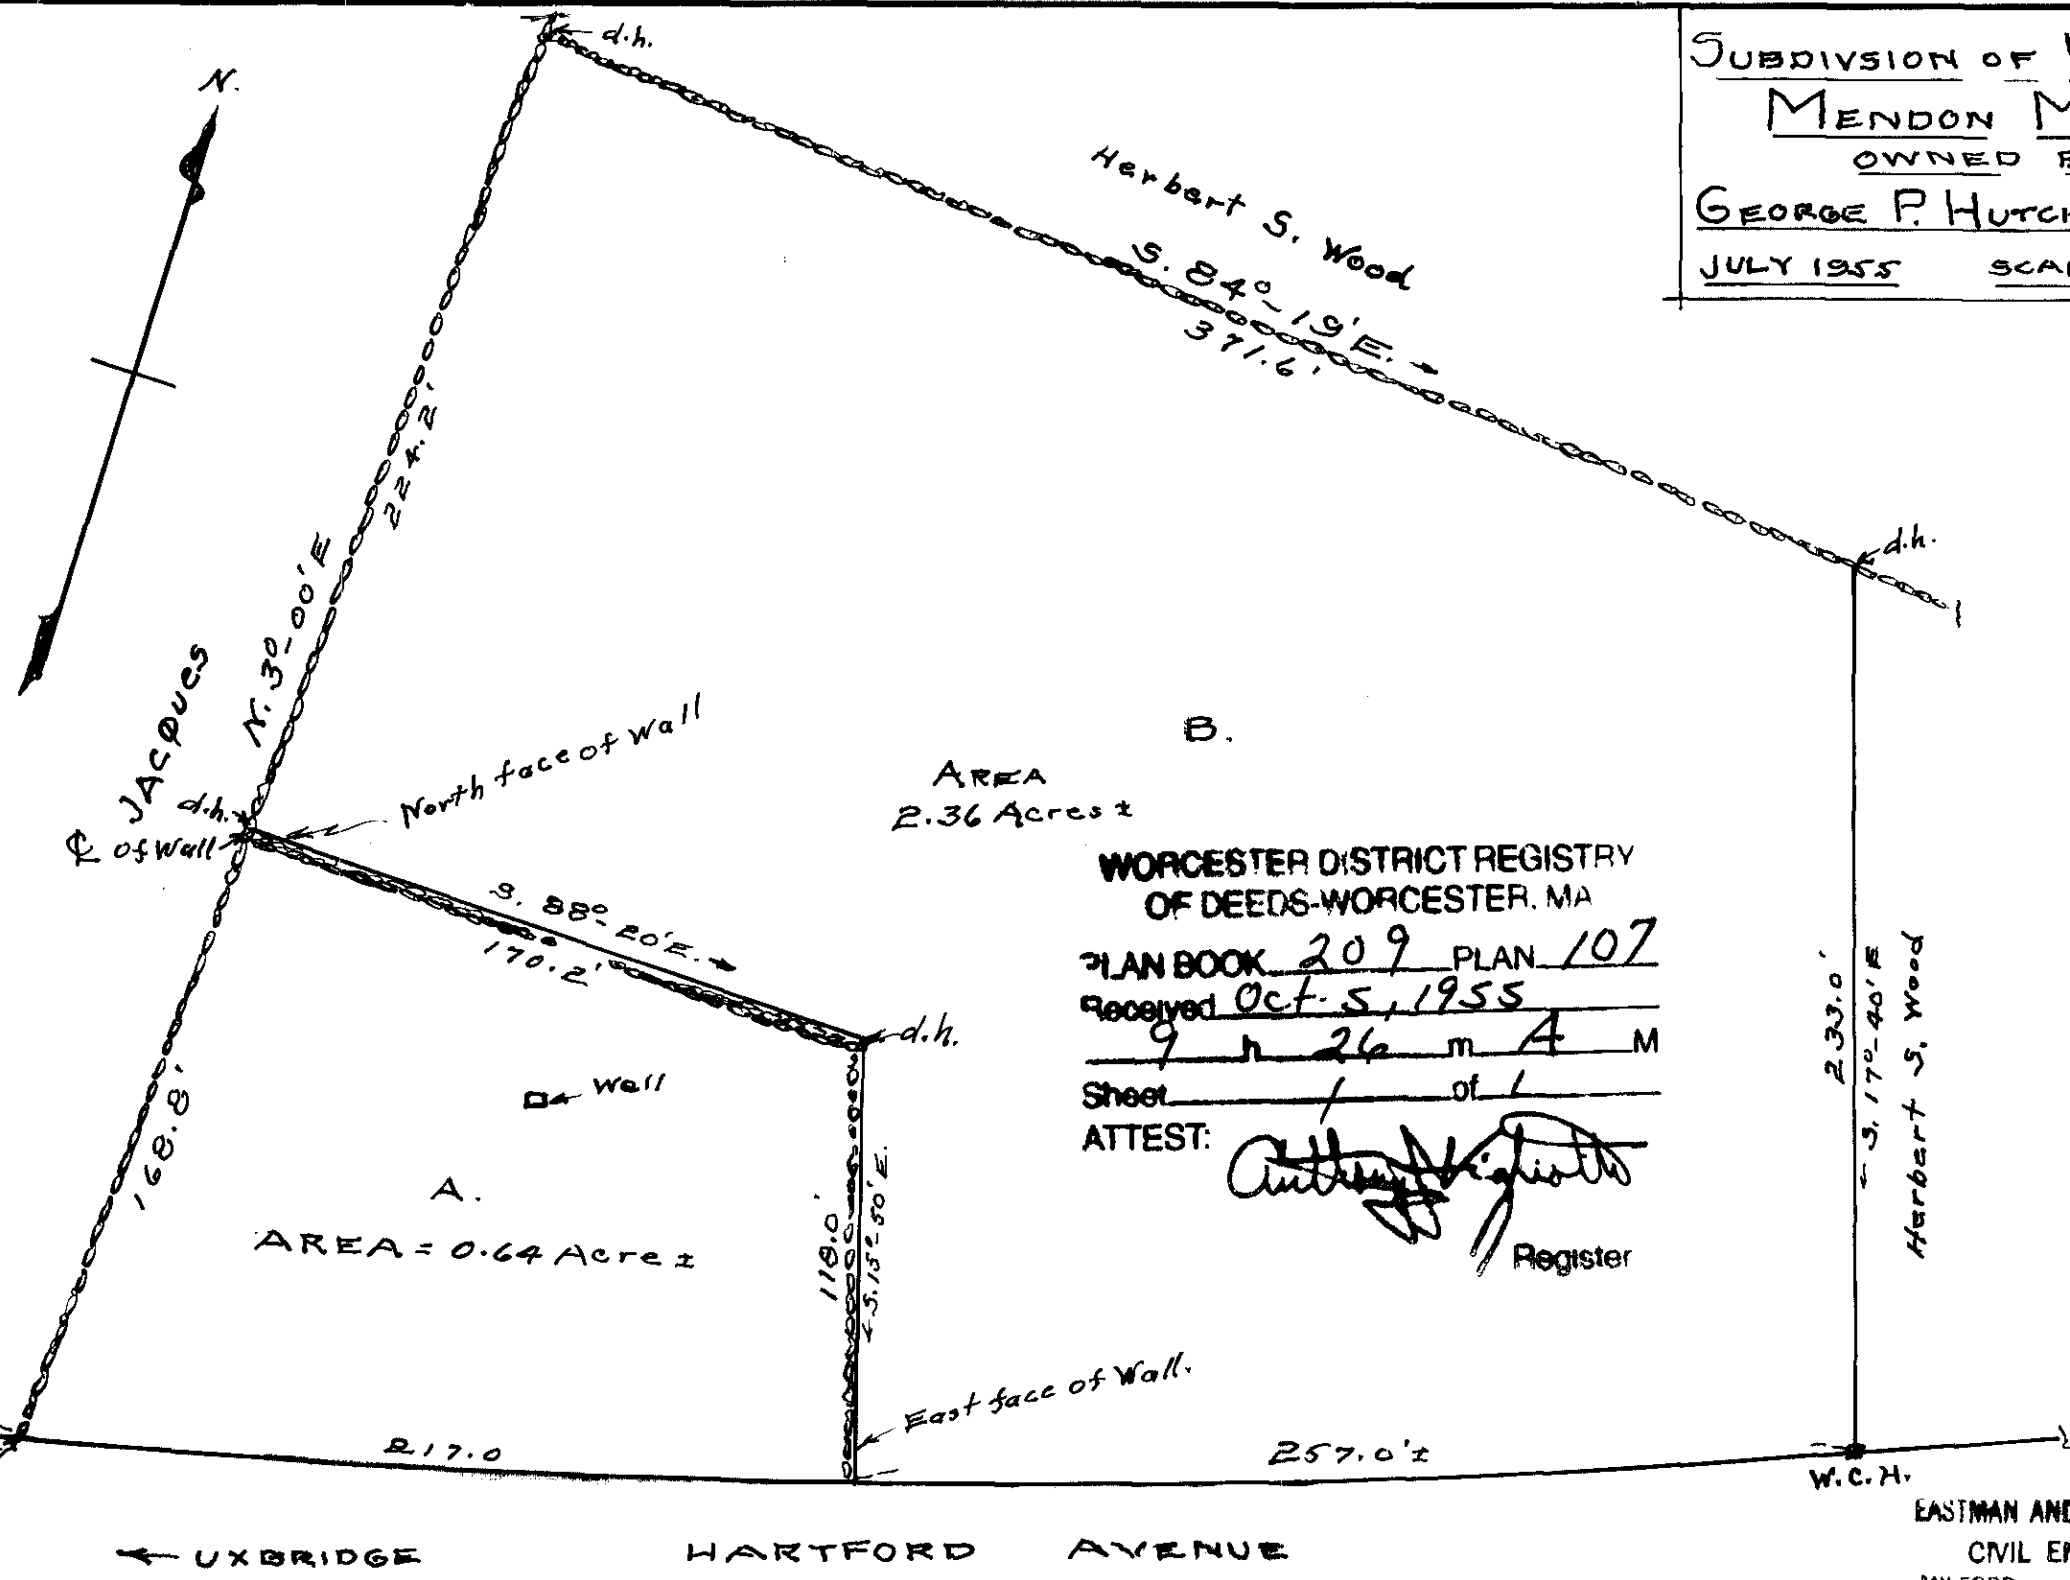 SUBDIVSION OF
MENDON
OWNED
GEORGE P.
JULY 1955
N.
d.h.
Herbert S. Wood
S. 84°-19'E.
371.6'
224.2'
N. 3°-00'E
JACQUES
d.h.
d.h.
℄ of Wall
North face of Wall
S. 88°-20'E.
170.2'
d.h.
B.
AREA
2.36 Acres ±
WORCESTER DISTRICT REGISTRY
OF DEEDS-WORCESTER, MA
PLAN BOOK 209 PLAN 107
Received Oct. 5, 1955
9 h 26 m A M
Sheet 1 of 1
ATTEST:
Register
233.0'
S. 17°-40'E
Herbert S. Wood
168.8'
Well
A.
AREA = 0.64 Acre ±
118.0'
S. 15°-50'E.
East face of Wall.
217.0
257.0'±
W.C.H.
← UXBRIDGE HARTFORD AVENUE
EASTMAN AND
CIVIL